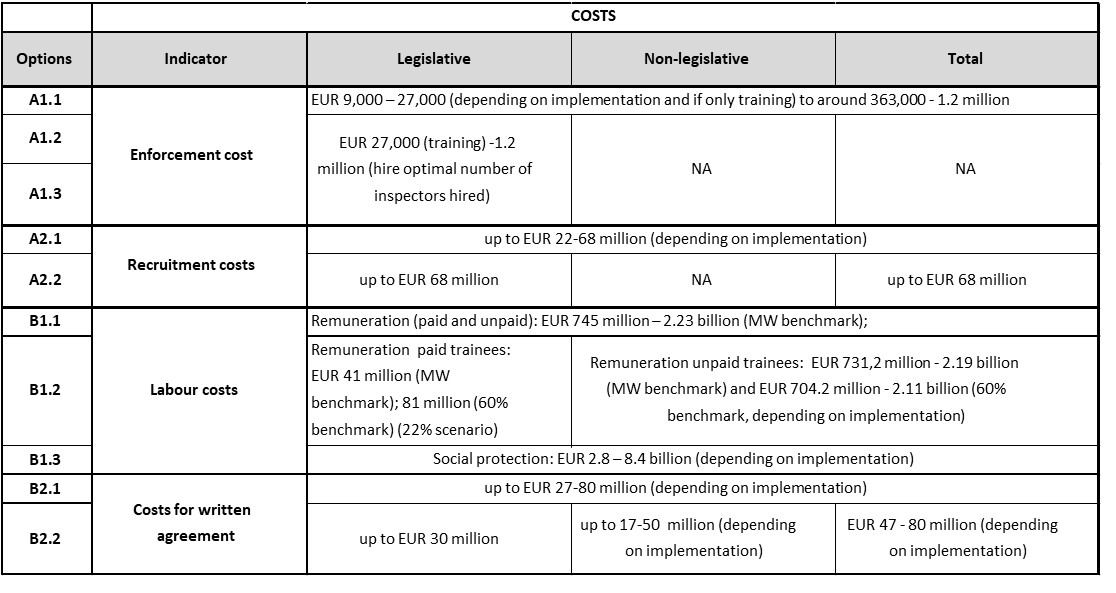 COSTS
Options
Indicator
Legislative
Non-legislative
Total
A1.1
EUR 9,000 – 27,000 (depending on implementation and if only training) to around 363,000 - 1.2 million
A1.2
A1.3
Enforcement cost
EUR 27,000 (training) -1.2
million (hire optimal number of
inspectors hired)
NA
NA
A2.1
up to EUR 22-68 million (depending on implementation)
Recruitment costs
A2.2
up to EUR 68 million
NA
up to EUR 68 million
B1.1
Remuneration (paid and unpaid): EUR 745 million – 2.23 billion (MW benchmark);
B1.2
Labour costs
Remuneration  paid trainees:
EUR 41 million (MW
benchmark); 81 million (60%
benchmark) (22% scenario)
Remuneration unpaid trainees:  EUR 731,2 million - 2.19 billion
(MW benchmark) and EUR 704.2 million - 2.11 billion (60%
benchmark, depending on implementation)
B1.3
Social protection: EUR 2.8 – 8.4 billion (depending on implementation)
B2.1
up to EUR 27-80 million (depending on implementation)
Costs for written
agreement
B2.2
up to EUR 30 million
up to 17-50  million (depending
on implementation)
EUR 47 - 80 million (depending
on implementation)